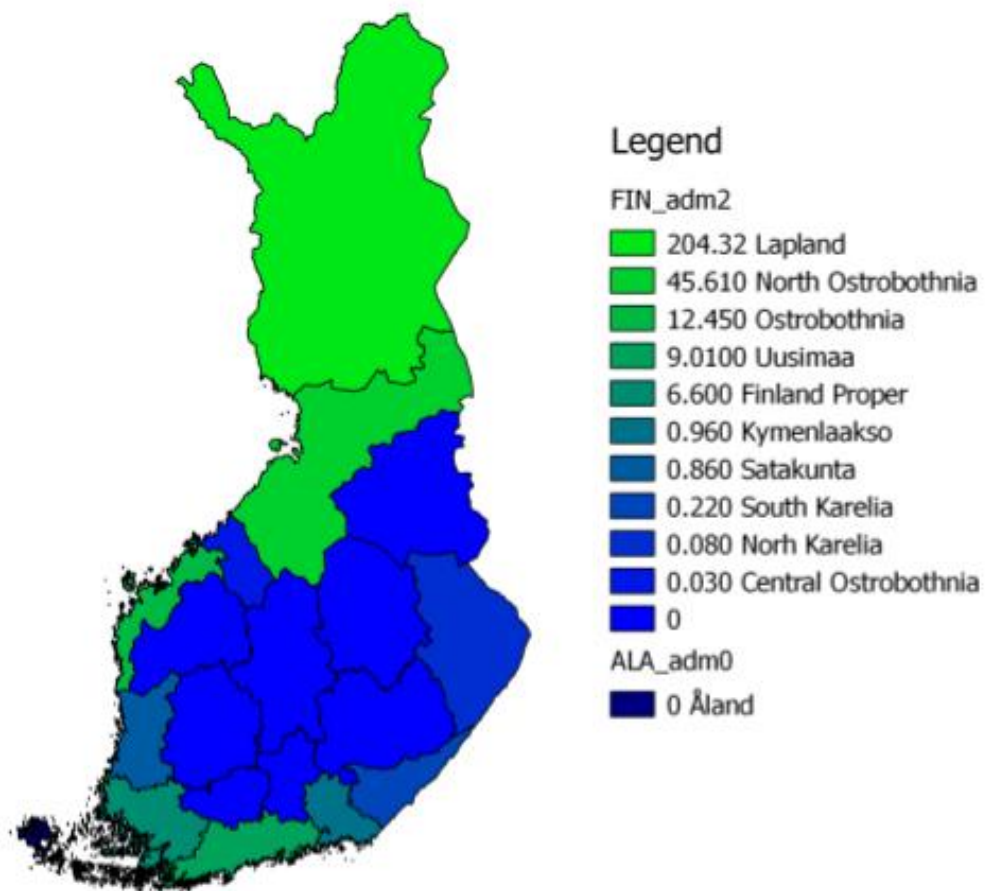 Legend
FIN_adm2
204.32 Lapland
45.610 North Ostrobothnia
12.450 Ostrobothnia
9.0100 Uusimaa
6.600 Finland Proper
0.960 Kymenlaakso
0.860 Satakunta
0.220 South Karelia
0.080 Norh Karelia
0.030 Central Ostrobothnia
0
ALA_adm0
0 Åland